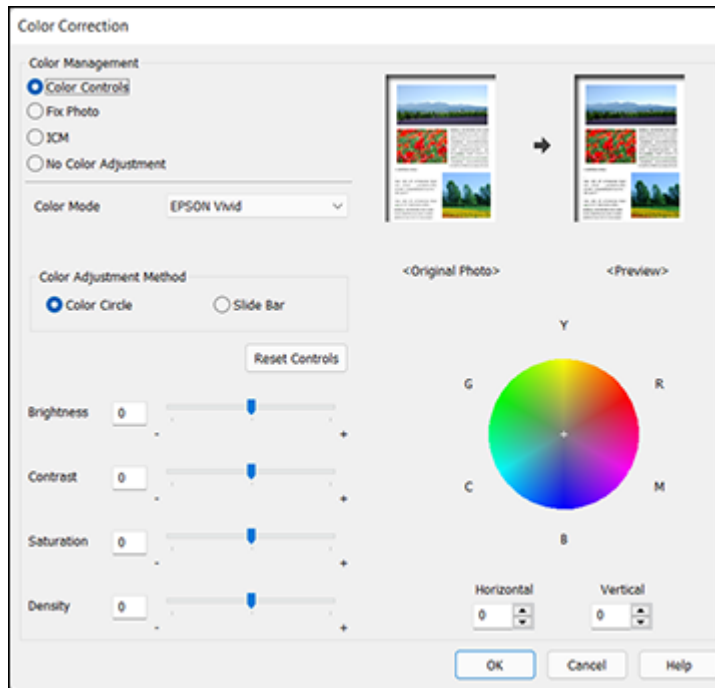 Color Correction
Color Management
Color Controls
Fix Photo
ICM
No Color Adjustment
Color Mode EPSON Vivid
Color Adjustment Method
Color Circle Slide Bar
Reset Controls
Brightness 0
- +
Contrast 0
- +
Saturation 0
- +
Density 0
- +
<Original Photo> <Preview>
Y
G R
C M
B
Horizontal Vertical
0 0
OK Cancel Help